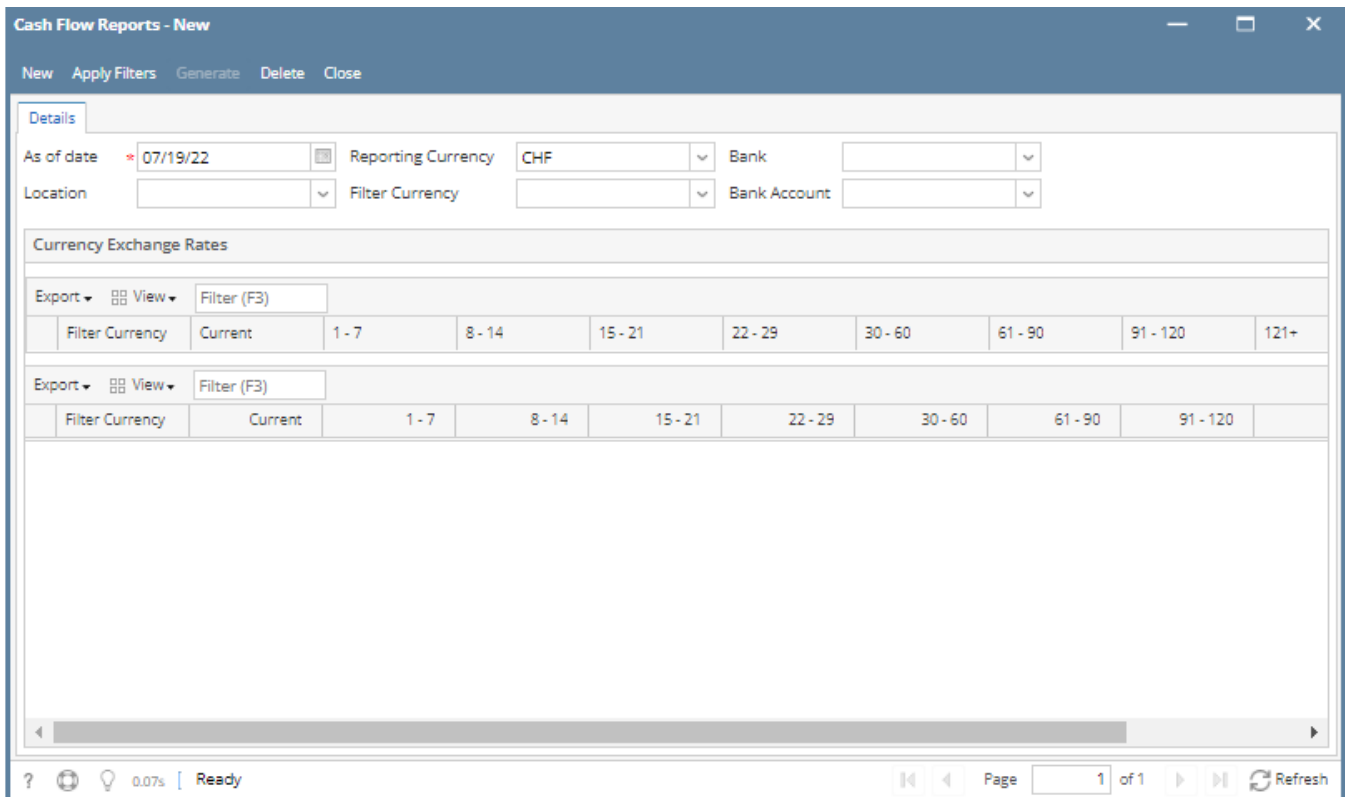 Cash Flow Reports - New
New Apply Filters Generate Delete Close
Details
As of date * 07/19/22 Reporting Currency CHF Bank
Location Filter Currency Bank Account
Currency Exchange Rates
Export View Filter (F3)
Filter Currency Current 1 - 7 8 - 14 15 - 21 22 - 29 30 - 60 61 - 90 91 - 120 121+
Export View Filter (F3)
Filter Currency Current 1 - 7 8 - 14 15 - 21 22 - 29 30 - 60 61 - 90 91 - 120
? 0.07s Ready Page 1 of 1 Refresh